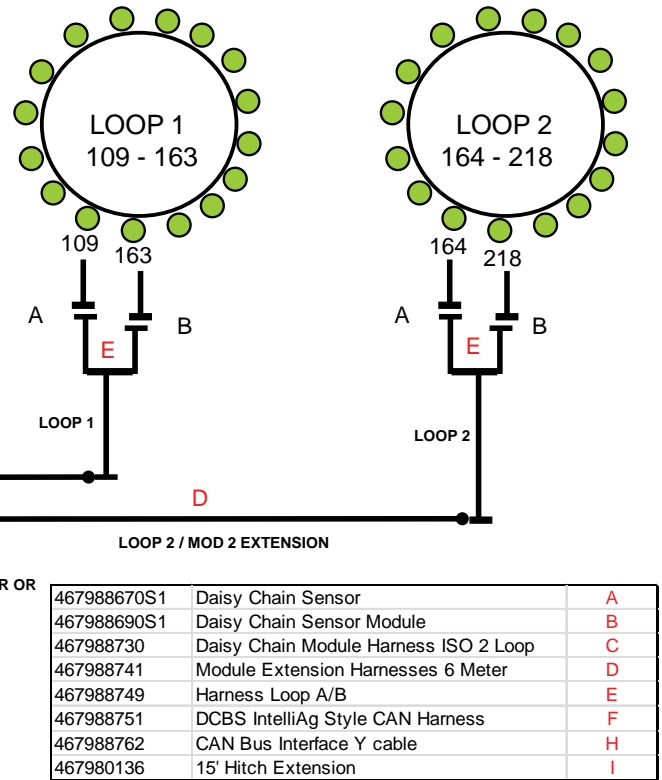 LOOP 1
109 - 163
LOOP 2
164 - 218
109
163
164
218
A
B
A
B
E
E
LOOP 1
LOOP 2
D
LOOP 2 / MOD 2 EXTENSION
R OR
467988670S1 Daisy Chain Sensor A
467988690S1 Daisy Chain Sensor Module B
467988730 Daisy Chain Module Harness ISO 2 Loop C
467988741 Module Extension Harnesses 6 Meter D
467988749 Harness Loop A/B E
467988751 DCBS IntelliAg Style CAN Harness F
467988762 CAN Bus Interface Y cable H
467980136 15' Hitch Extension I